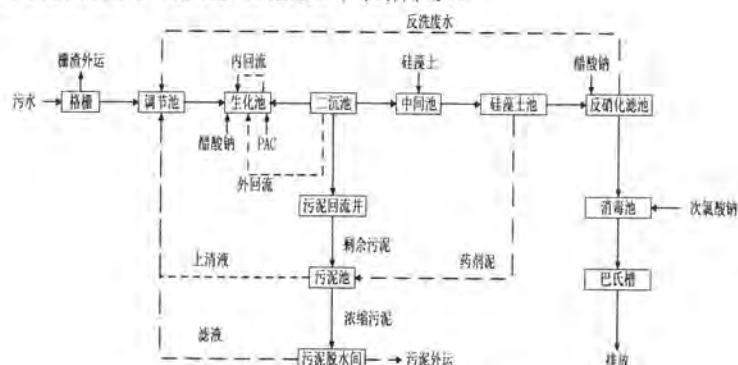 反洗废水
栅渣外运
内回流
硅藻土
醋酸钠
污水
格栅
调节池
生化池
二沉池
中间池
硅藻土池
反硝化滤池
醋酸钠
PAC
外回流
污泥回流井
消毒池
次氯酸钠
剩余污泥
上清液
药剂泥
污泥池
巴氏槽
浓缩污泥
滤液
污泥脱水间
污泥外运
排放